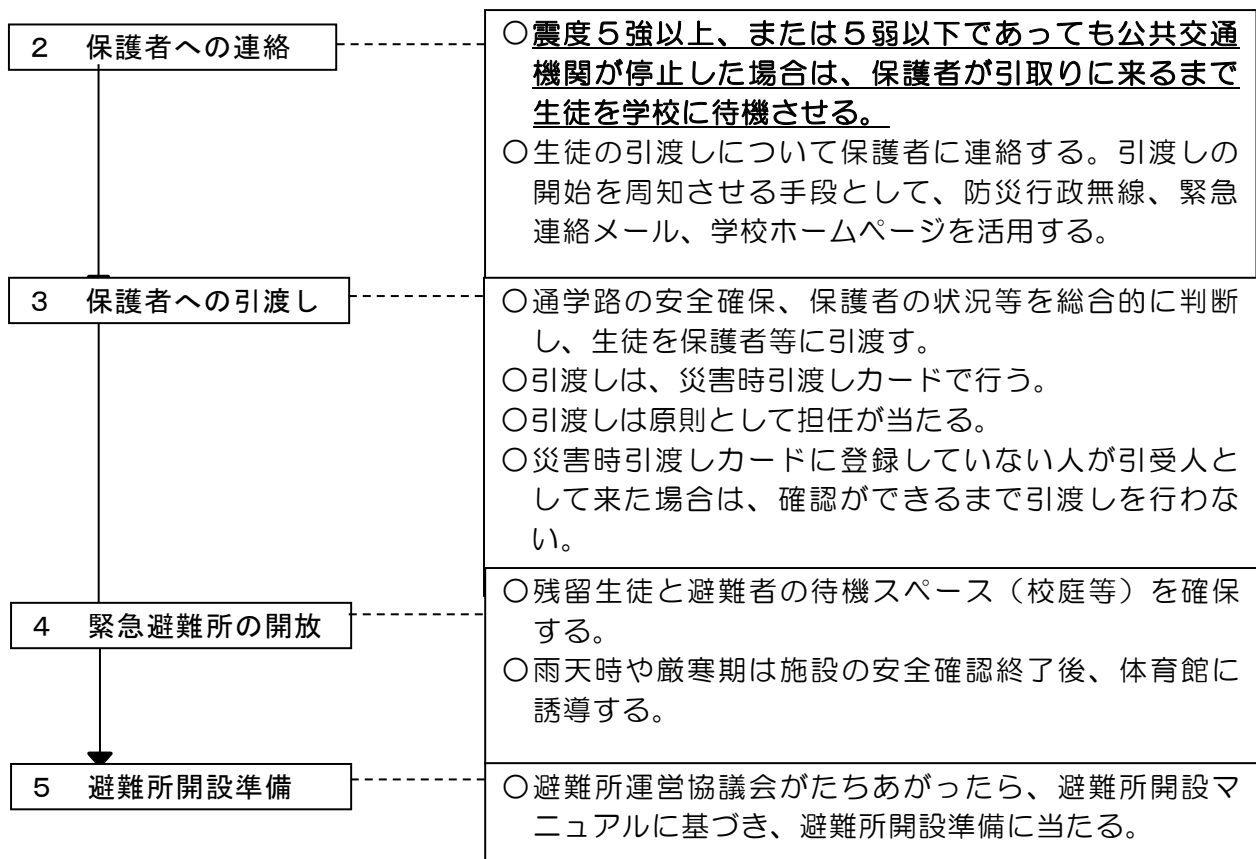 ２　保護者への連絡
○震度５強以上、または５弱以下であっても公共交通
機関が停止した場合は、保護者が引取りに来るまで
生徒を学校に待機させる。
○生徒の引渡しについて保護者に連絡する。引渡しの
開始を周知させる手段として、防災行政無線、緊急
連絡メール、学校ホームページを活用する。
３　保護者への引渡し
○通学路の安全確保、保護者の状況等を総合的に判断
し、生徒を保護者等に引渡す。
○引渡しは、災害時引渡しカードで行う。
○引渡しは原則として担任が当たる。
○災害時引渡しカードに登録していない人が引受人と
して来た場合は、確認ができるまで引渡しを行わな
い。
４　緊急避難所の開放
○残留生徒と避難者の待機スペース（校庭等）を確保
する。
○雨天時や厳寒期は施設の安全確認終了後、体育館に
誘導する。
５　避難所開設準備
○避難所運営協議会がたちあがったら、避難所開設マ
ニュアルに基づき、避難所開設準備に当たる。